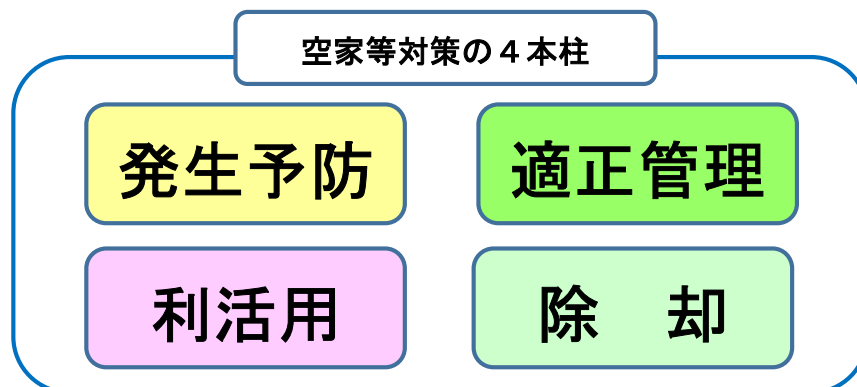 空家等対策の４本柱
発生予防
適正管理
利活用
除　却